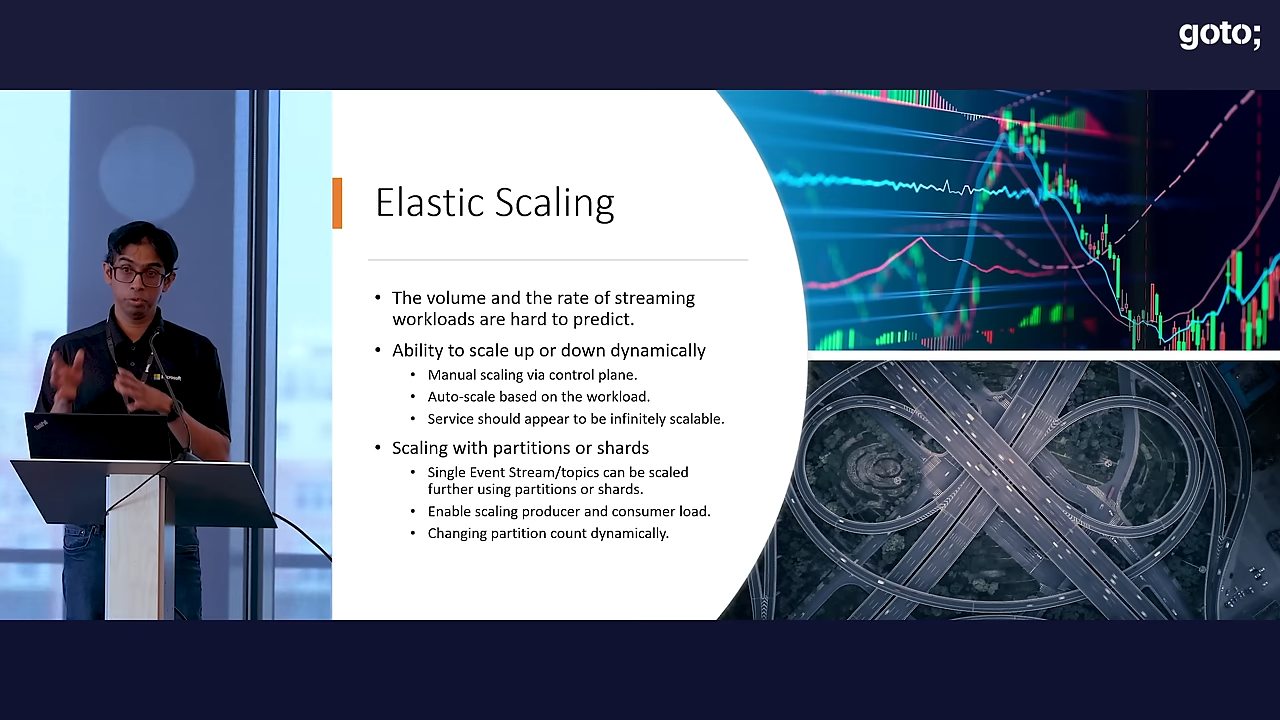 goto;
Elastic Scaling
• The volume and the rate of streaming
workloads are hard to predict.
• Ability to scale up or down dynamically
• Manual scaling via control plane.
• Auto-scale based on the workload.
• Service should appear to be infinitely scalable.
• Scaling with partitions or shards
• Single Event Stream/topics can be scaled
further using partitions or shards.
• Enable scaling producer and consumer load.
• Changing partition count dynamically.
Microsoft
ThinkPad